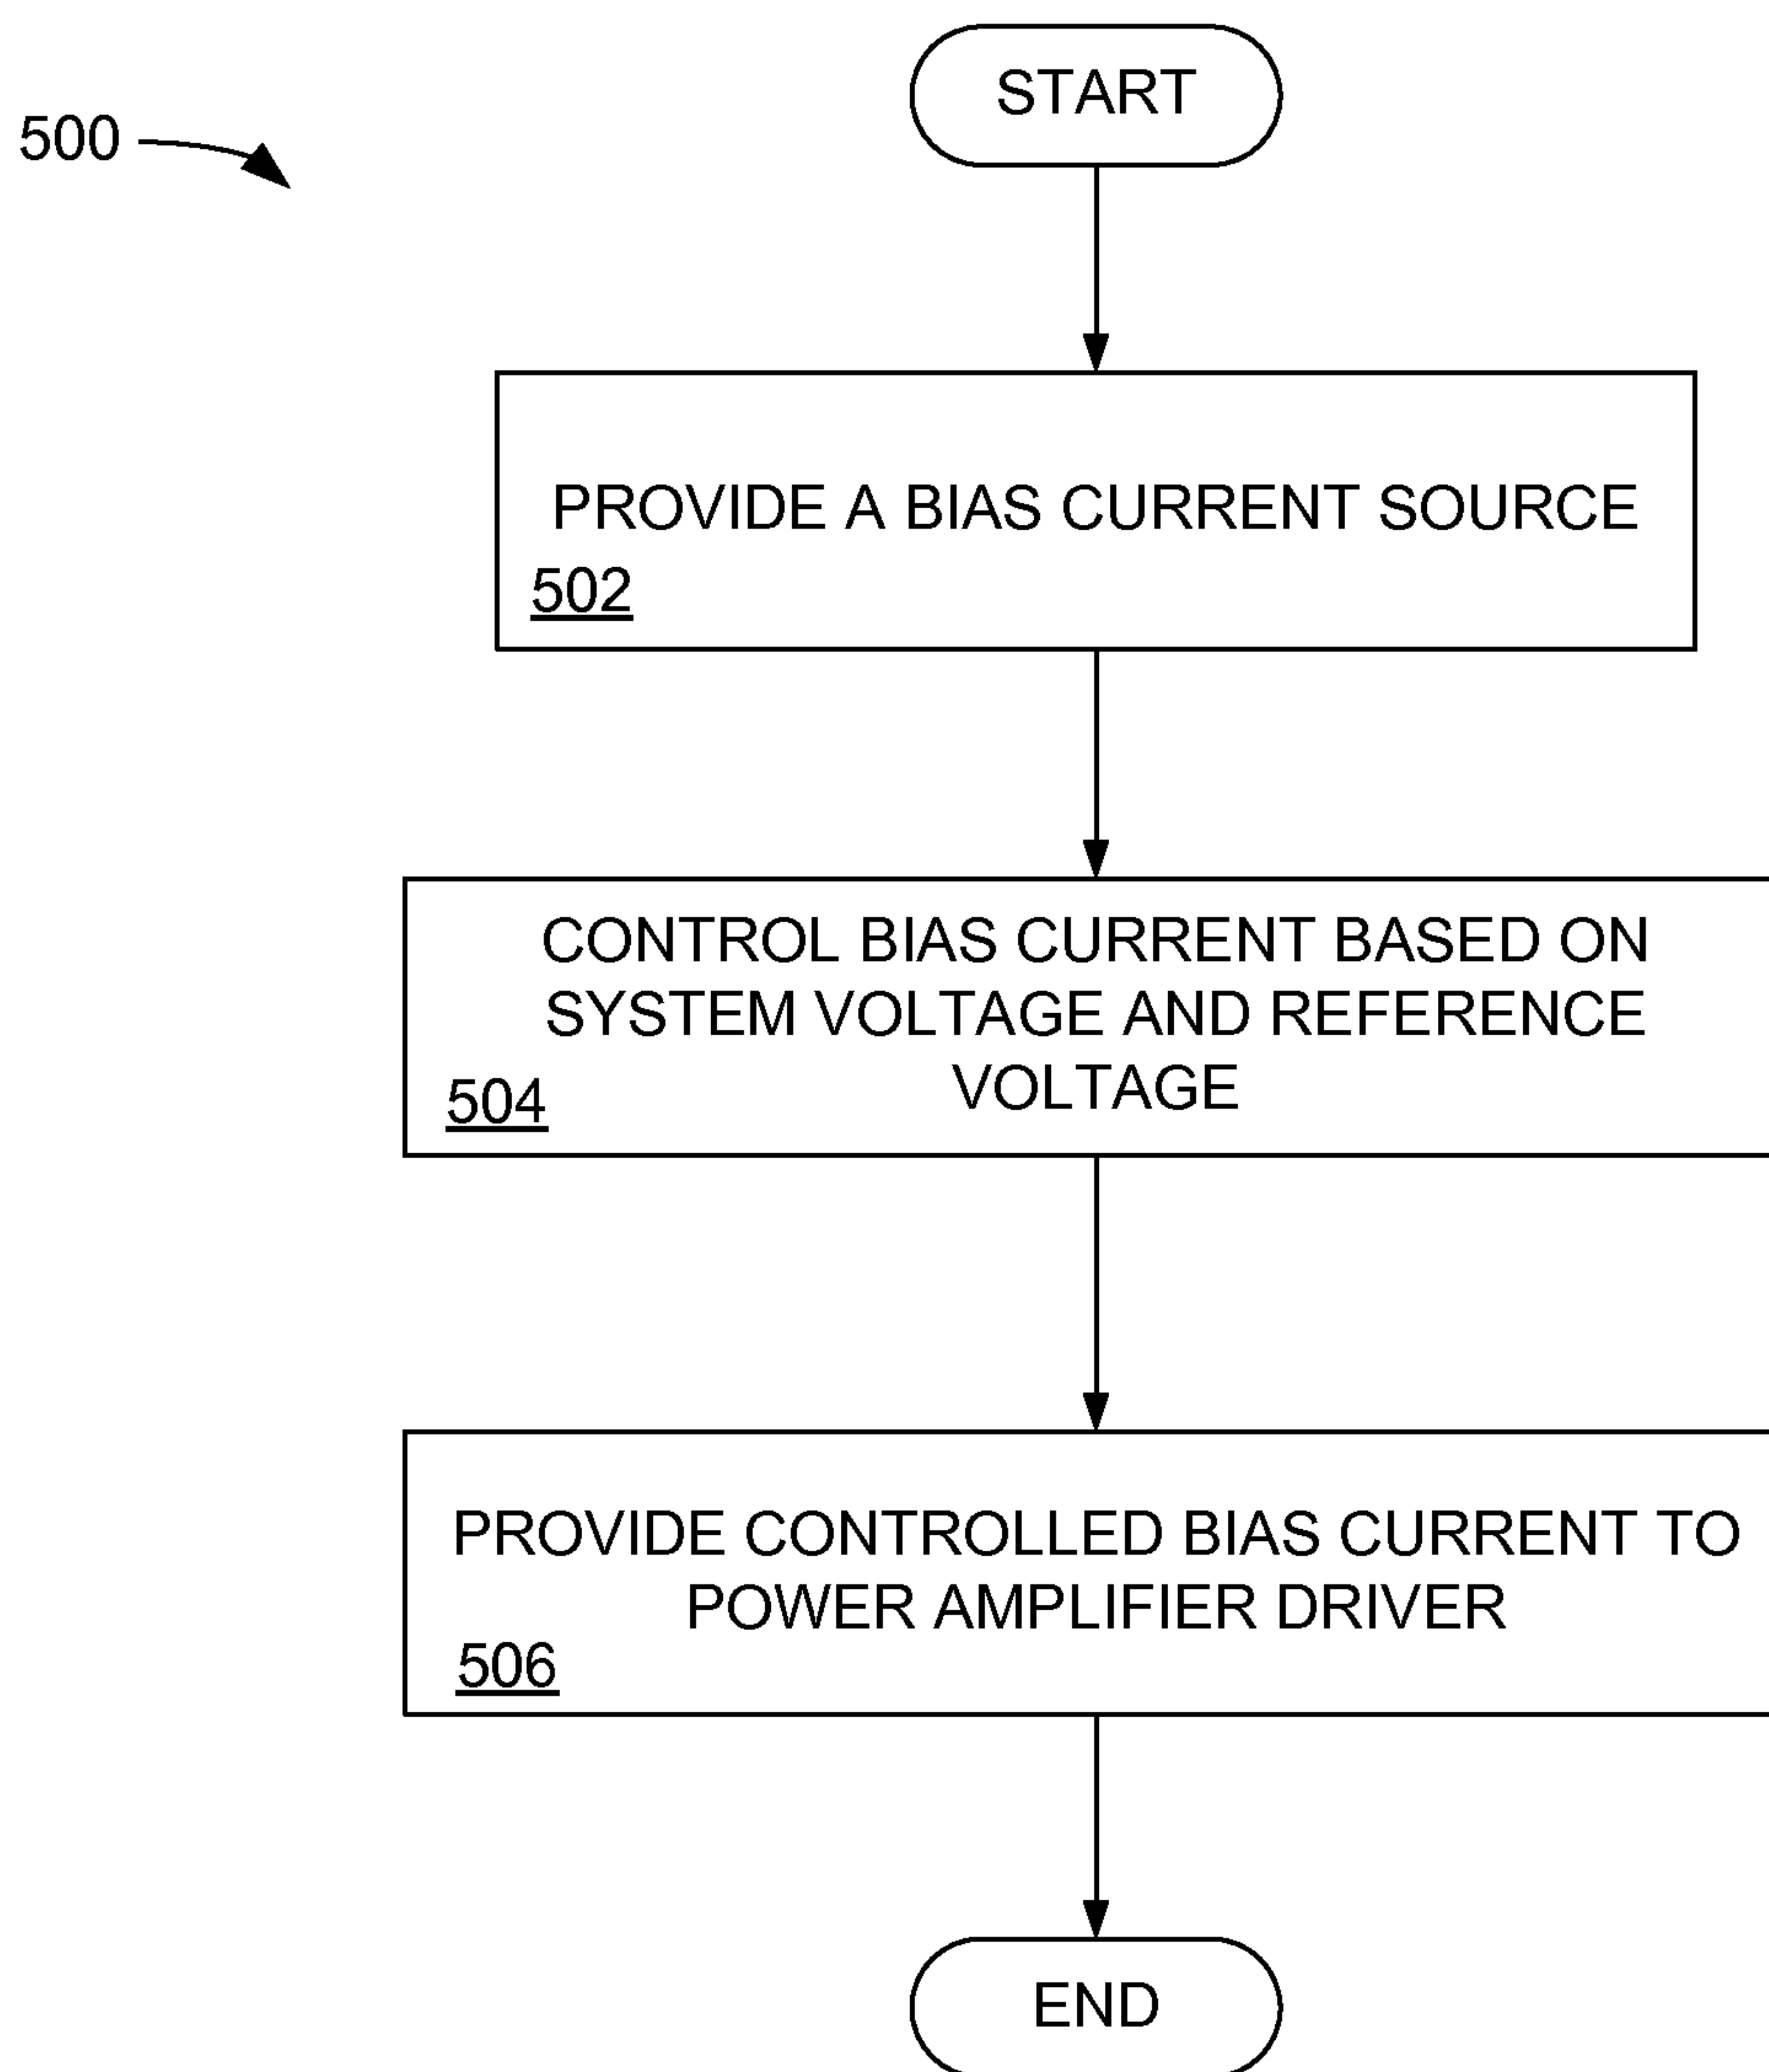 START
500
PROVIDE A BIAS CURRENT SOURCE
502
CONTROL BIAS CURRENT BASED ON
SYSTEM VOLTAGE AND REFERENCE
VOLTAGE
504
PROVIDE CONTROLLED BIAS CURRENT TO
POWER AMPLIFIER DRIVER
506
END